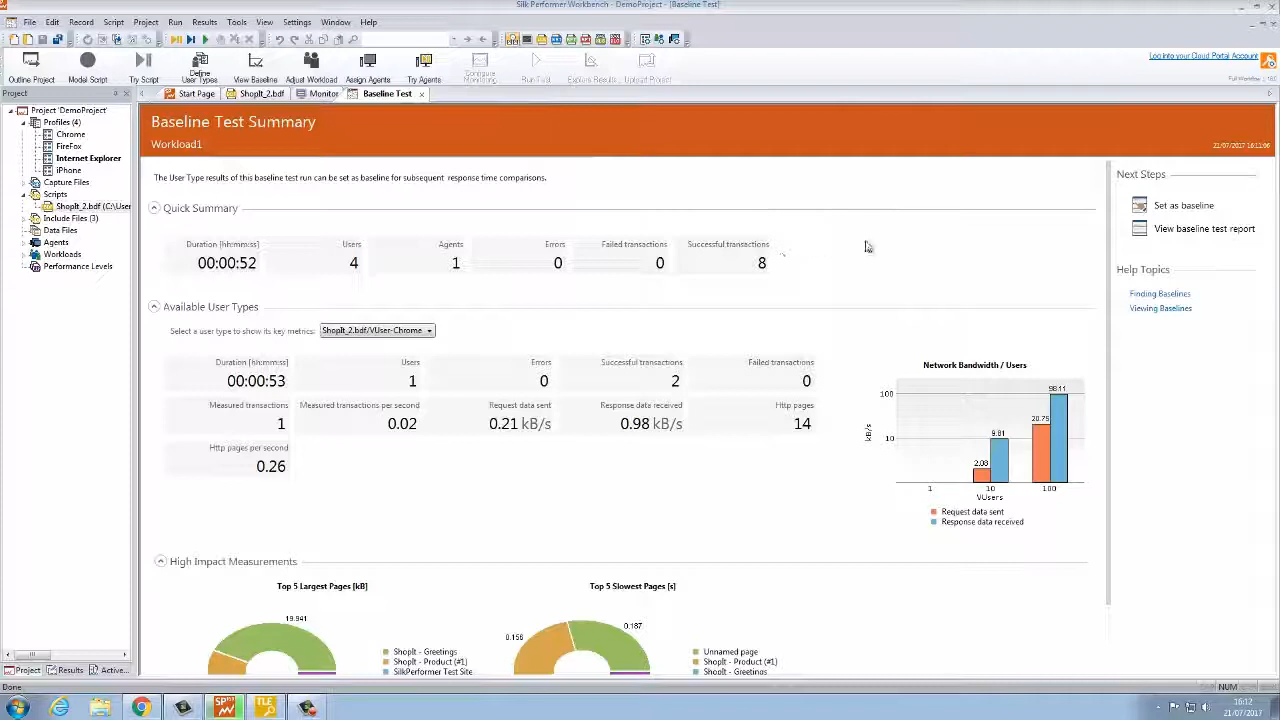 Silk Performer Workbench - DemoProject - [Baseline Test]
File Edit Record Script Project Run Results Tools View Settings Window Help
Outline Project Model Script Try Script Define User Types View Baseline Adjust Workload Assign Agents Try Agents Configure Monitoring Run Test Explore Results Upload Project
Log into your Cloud Portal Account
Project
Start Page ShopIt_2.bdf Monitor Baseline Test
Project 'DemoProject'
Profiles (4)
Chrome
FireFox
Internet Explorer
iPhone
Capture Files
Scripts
ShopIt_2.bdf (C:\User
Include Files (3)
Data Files
Agents
Workloads
Performance Levels
Baseline Test Summary
Workload1
21/07/2017 16:11:06
The User Type results of this baseline test run can be set as baseline for subsequent response time comparisons.
Quick Summary
Duration [hh:mm:ss] Users Agents Errors Failed transactions Successful transactions
00:00:52 4 1 0 0 8
Available User Types
Select a user type to show its key metrics: ShopIt_2.bdf/VUser-Chrome
Duration [hh:mm:ss] Users Errors Successful transactions Failed transactions
00:00:53 1 0 2 0
Measured transactions Measured transactions per second Request data sent Response data received Http pages
1 0.02 0.21 kB/s 0.98 kB/s 14
Http pages per second
0.26
Network Bandwidth / Users
98.11
100
20.75
9.81
kB/s
10
2.08
1 10 100
VUsers
Request data sent
Response data received
High Impact Measurements
Top 5 Largest Pages [kB]
19.941
ShopIt - Greetings
ShopIt - Product (#1)
SilkPerformer Test Site
Top 5 Slowest Pages [s]
0.156
0.187
Unnamed page
ShopIt - Product (#1)
ShopIt - Greetings
Next Steps
Set as baseline
View baseline test report
Help Topics
Finding Baselines
Viewing Baselines
Project Results Active...
Done
NUM
16:12
21/07/2017